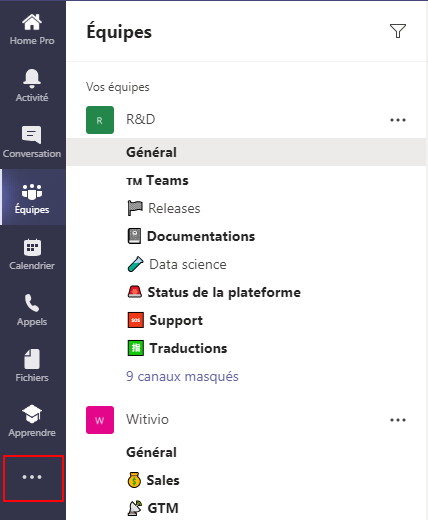 Home Pro
Activité
Conversation
Équipes
Calendrier
Appels
Fichiers
Apprendre
...
Équipes
Vos équipes
R R&D ...
Général
™ Teams
Releases
Documentations
Data science
Status de la plateforme
SOS Support
指 Traductions
9 canaux masqués
W Witivio ...
Général
Sales
GTM